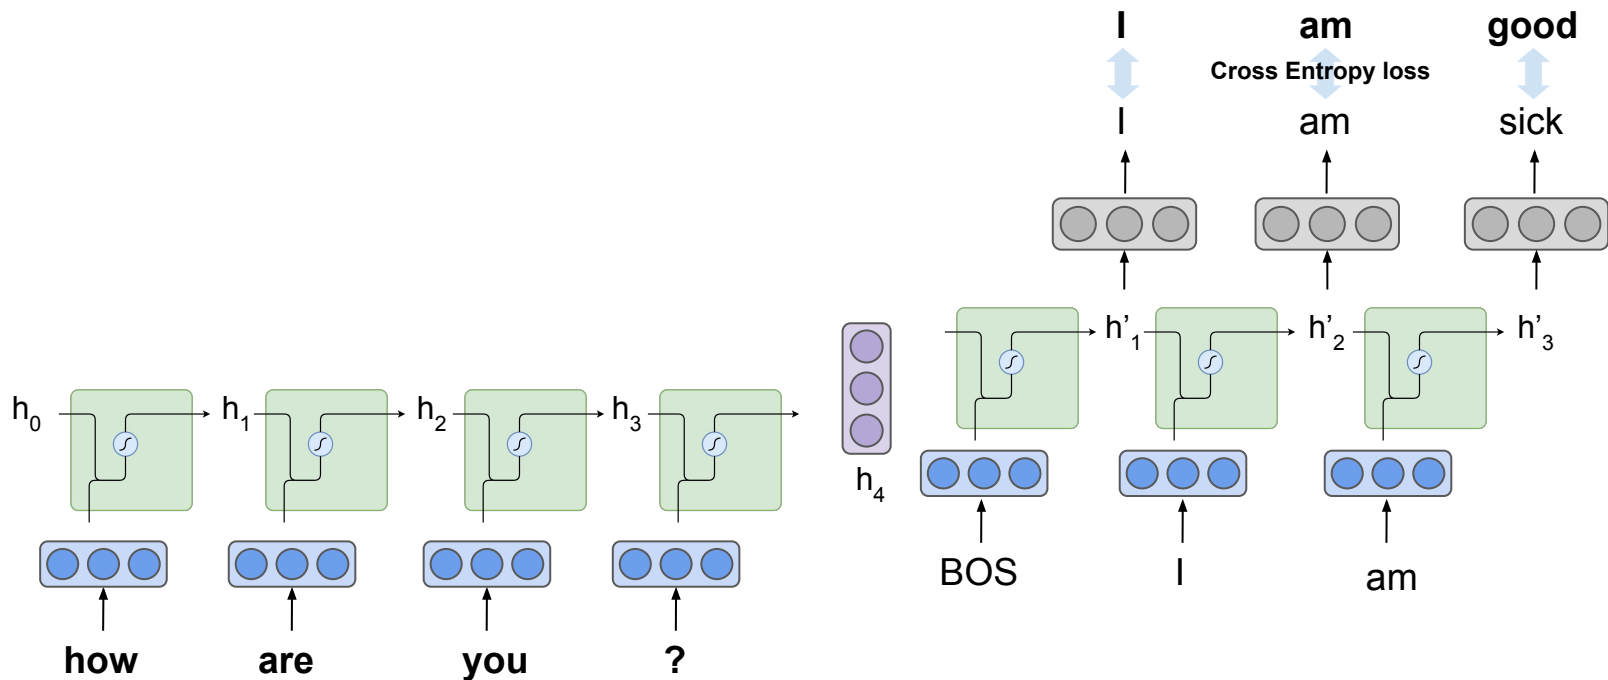 I am good
Cross Entropy loss
I am sick
h'1 h'2 h'3
h0 h1 h2 h3
h4
BOS I am
how are you ?